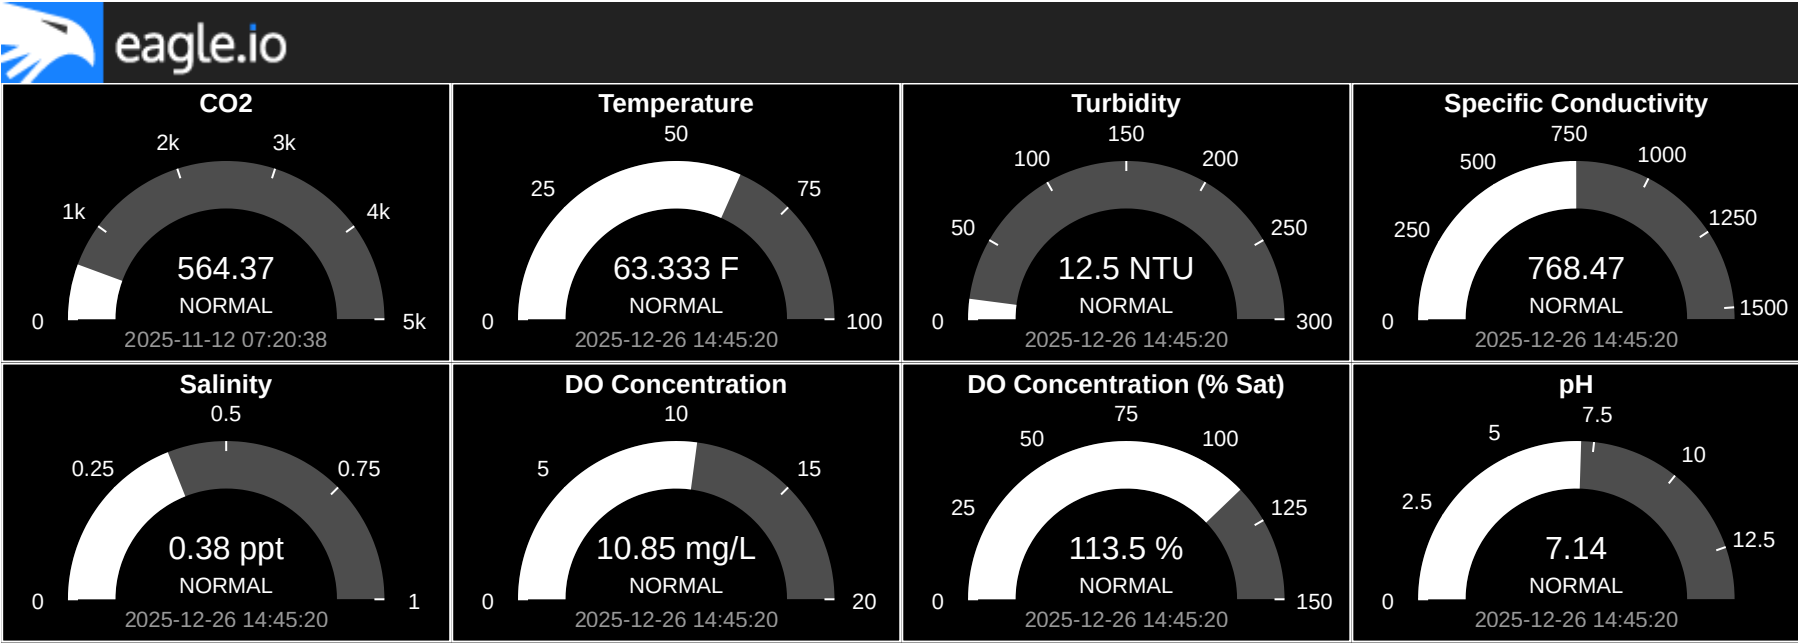 eagle.io
CO2
2k 3k
1k 4k
564.37
NORMAL
0 5k
2025-11-12 07:20:38
Temperature
50
25 75
63.333 F
NORMAL
0 100
2025-12-26 14:45:20
Turbidity
150
100 200
50 250
12.5 NTU
NORMAL
0 300
2025-12-26 14:45:20
Specific Conductivity
750
500 1000
250 1250
768.47
NORMAL
0 1500
2025-12-26 14:45:20
Salinity
0.5
0.25 0.75
0.38 ppt
NORMAL
0 1
2025-12-26 14:45:20
DO Concentration
10
5 15
10.85 mg/L
NORMAL
0 20
2025-12-26 14:45:20
DO Concentration (% Sat)
75
50 100
25 125
113.5 %
NORMAL
0 150
2025-12-26 14:45:20
pH
7.5
5 10
2.5 12.5
7.14
NORMAL
0
2025-12-26 14:45:20